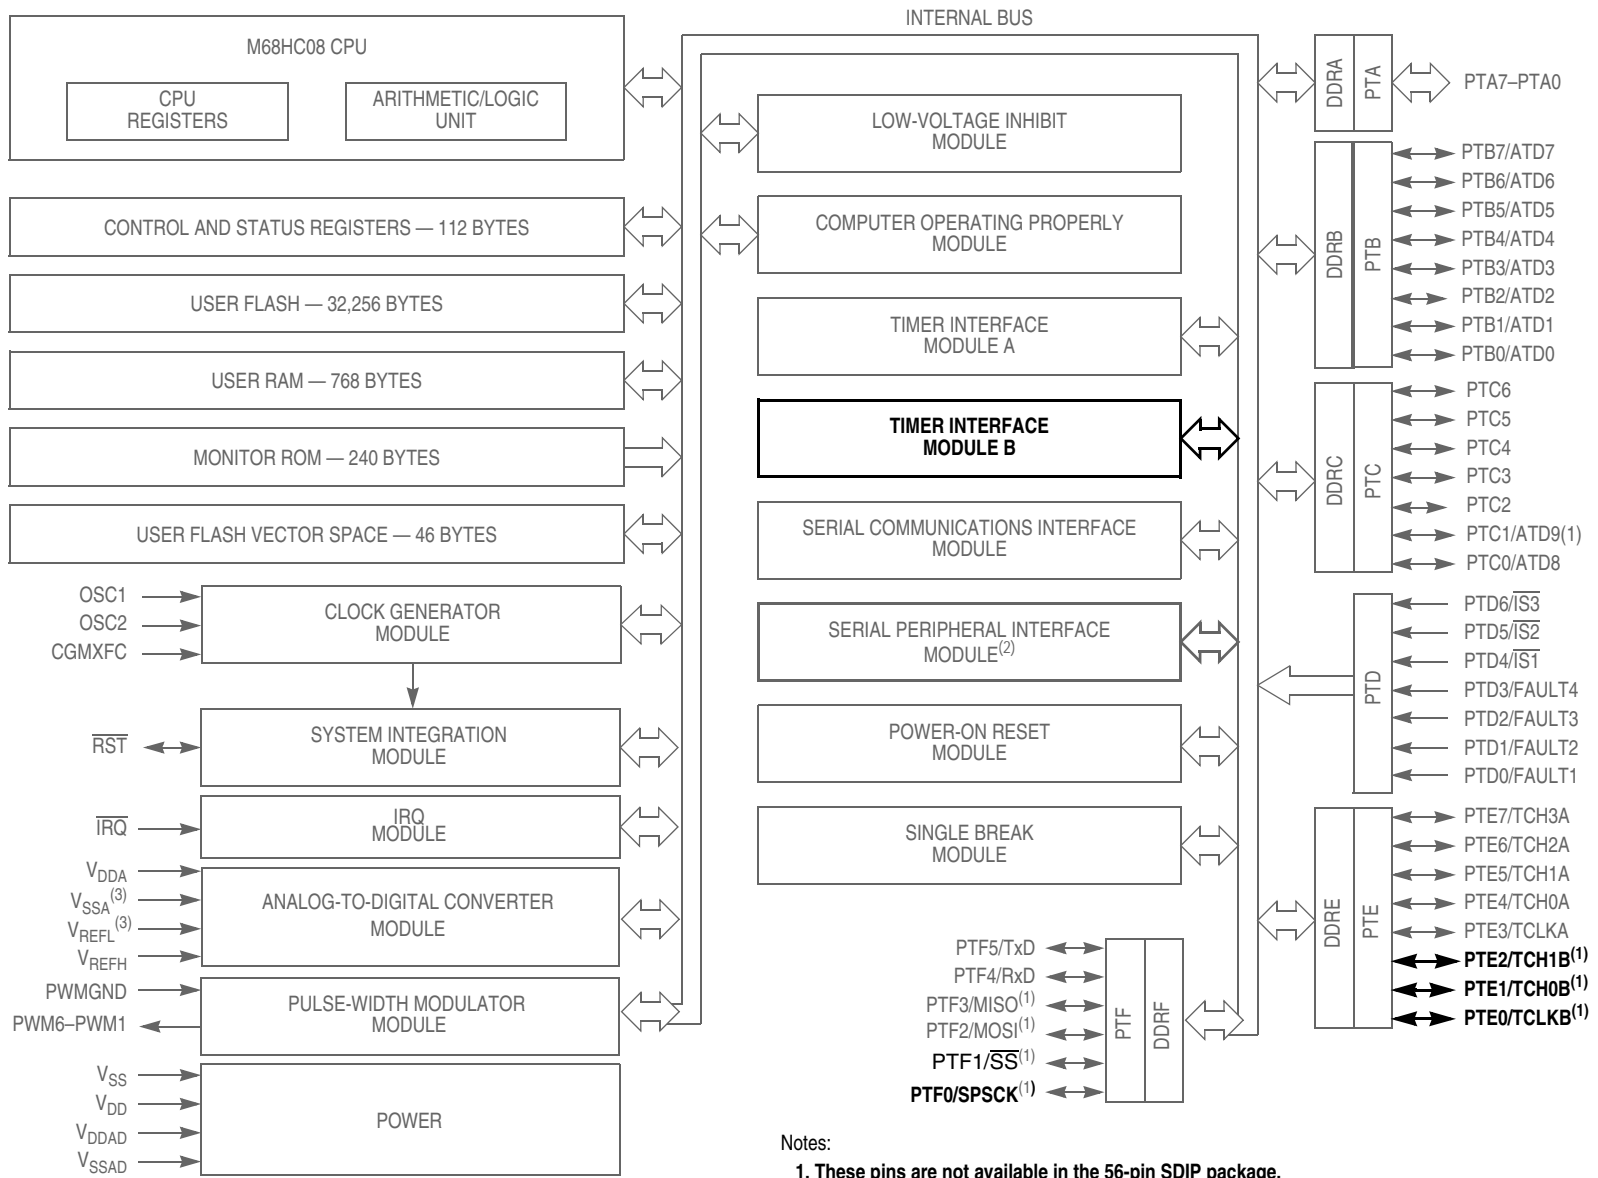 INTERNAL BUS
M68HC08 CPU
CPU
REGISTERS
ARITHMETIC/LOGIC
UNIT
CONTROL AND STATUS REGISTERS — 112 BYTES
USER FLASH — 32,256 BYTES
USER RAM — 768 BYTES
MONITOR ROM — 240 BYTES
USER FLASH VECTOR SPACE — 46 BYTES
OSC1
OSC2
CGMXFC
CLOCK GENERATOR
MODULE
RST
SYSTEM INTEGRATION
MODULE
IRQ
IRQ
MODULE
VDDA
VSSA(3)
VREFL(3)
VREFH
ANALOG-TO-DIGITAL CONVERTER
MODULE
PWMGND
PWM6–PWM1
PULSE-WIDTH MODULATOR
MODULE
VSS
VDD
VDDAD
VSSAD
POWER
LOW-VOLTAGE INHIBIT
MODULE
COMPUTER OPERATING PROPERLY
MODULE
TIMER INTERFACE
MODULE A
TIMER INTERFACE
MODULE B
SERIAL COMMUNICATIONS INTERFACE
MODULE
SERIAL PERIPHERAL INTERFACE
MODULE(2)
POWER-ON RESET
MODULE
SINGLE BREAK
MODULE
PTF5/TxD
PTF4/RxD
PTF3/MISO(1)
PTF2/MOSI(1)
PTF1/SS(1)
PTF0/SPSCK(1)
PTF
DDRF
DDRA
PTA
PTA7–PTA0
DDRB
PTB
PTB7/ATD7
PTB6/ATD6
PTB5/ATD5
PTB4/ATD4
PTB3/ATD3
PTB2/ATD2
PTB1/ATD1
PTB0/ATD0
DDRC
PTC
PTC6
PTC5
PTC4
PTC3
PTC2
PTC1/ATD9(1)
PTC0/ATD8
PTD
PTD6/IS3
PTD5/IS2
PTD4/IS1
PTD3/FAULT4
PTD2/FAULT3
PTD1/FAULT2
PTD0/FAULT1
DDRE
PTE
PTE7/TCH3A
PTE6/TCH2A
PTE5/TCH1A
PTE4/TCH0A
PTE3/TCLKA
PTE2/TCH1B(1)
PTE1/TCH0B(1)
PTE0/TCLKB(1)
Notes:
1. These pins are not available in the 56-pin SDIP package.